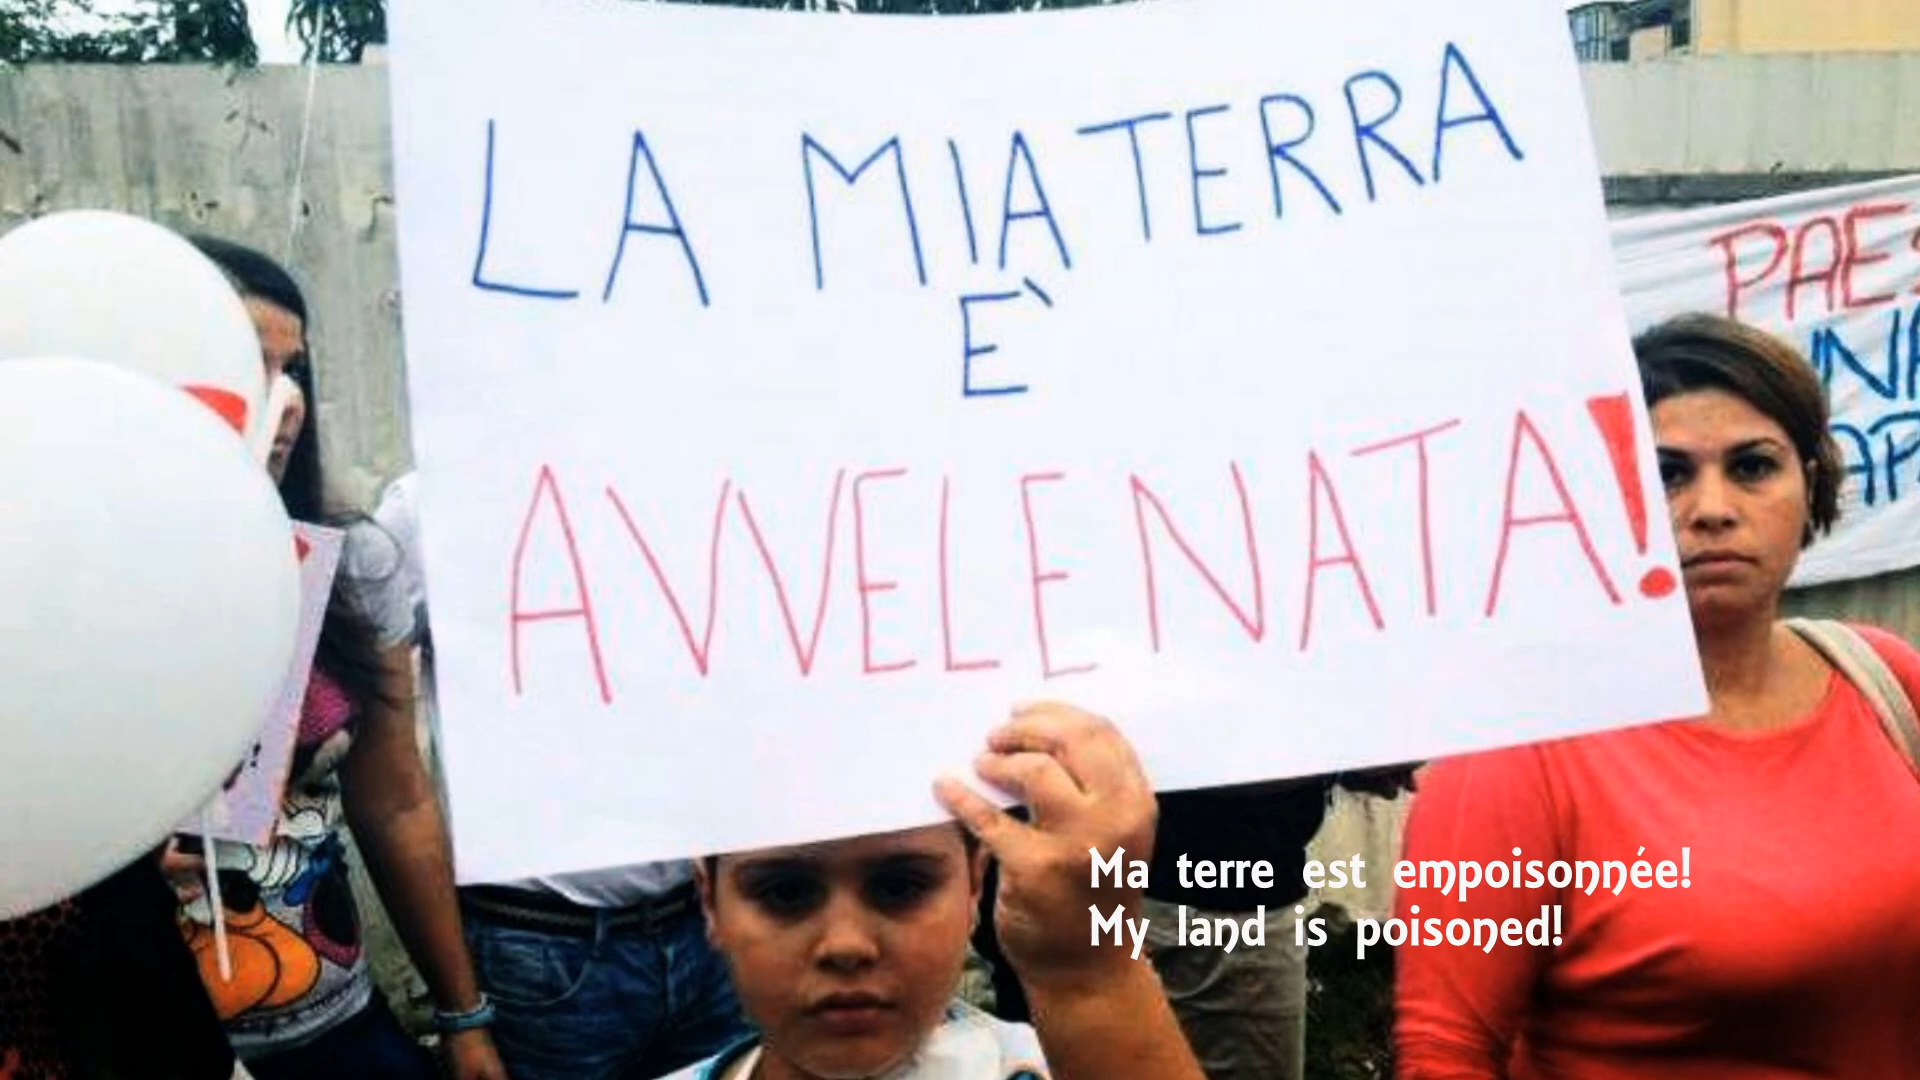 LA MIA TERRA
E`
AVVELENATA!
Ma terre est empoisonnée!
My land is poisoned!